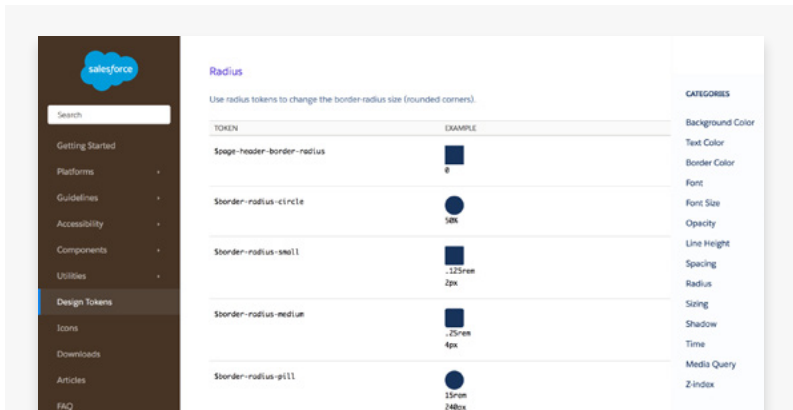 salesforce
Search
Getting Started
Platforms
Guidelines
Accessibility
Components
Utilities
Design Tokens
Icons
Downloads
Articles
FAQ
Radius
Use radius tokens to change the border-radius size (rounded corners).
TOKEN EXAMPLE
$page-header-border-radius
0
$border-radius-circle
50%
$border-radius-small
.125rem
2px
$border-radius-medium
.25rem
4px
$border-radius-pill
15rem
240px
CATEGORIES
Background Color
Text Color
Border Color
Font
Font Size
Opacity
Line Height
Spacing
Radius
Sizing
Shadow
Time
Media Query
Z-index